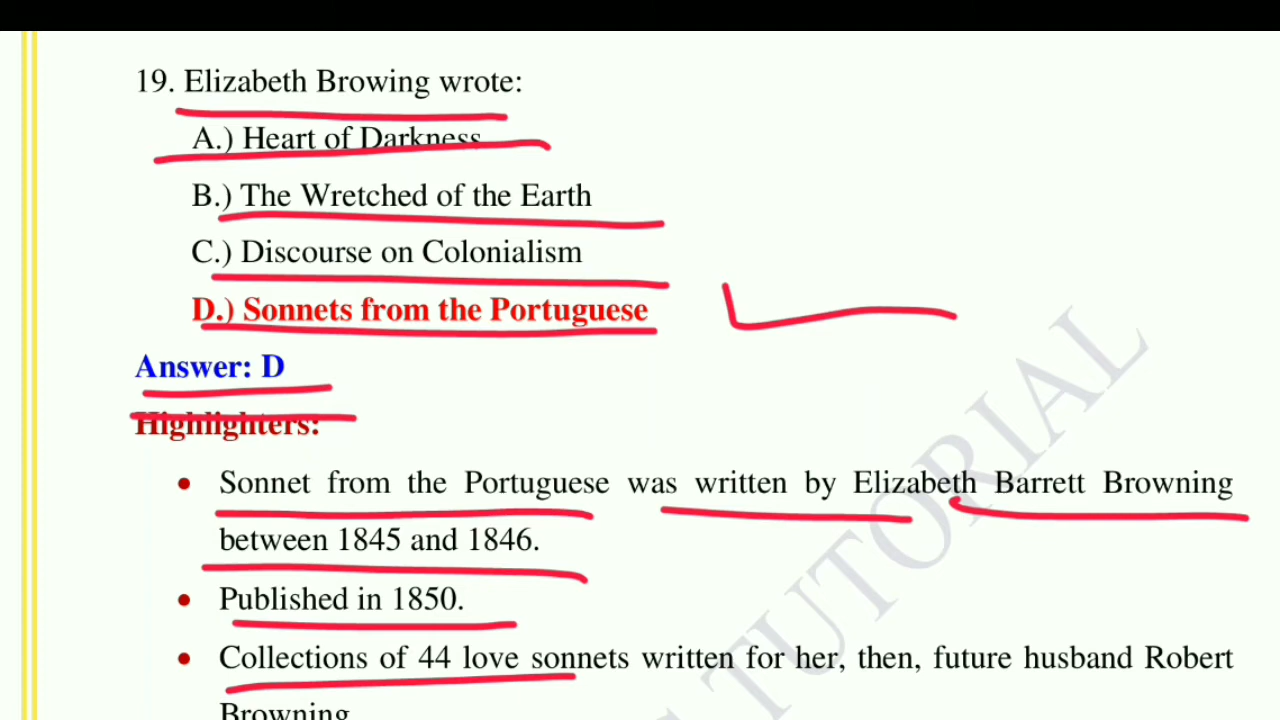 19. Elizabeth Browing wrote:
A.) Heart of Darkness
B.) The Wretched of the Earth
C.) Discourse on Colonialism
D.) Sonnets from the Portuguese
Answer: D
Highlighters:
• Sonnet from the Portuguese was written by Elizabeth Barrett Browning
between 1845 and 1846.
• Published in 1850.
• Collections of 44 love sonnets written for her, then, future husband Robert
Browning
TUTORIAL